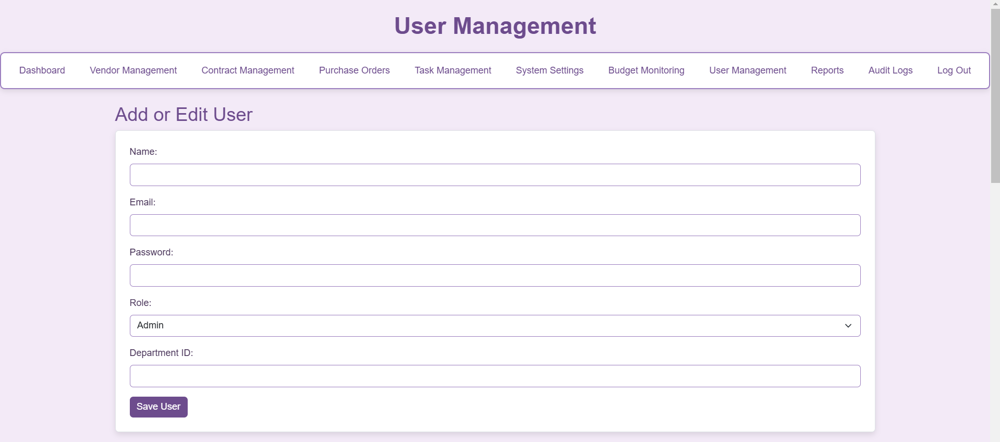 User Management
Dashboard Vendor Management Contract Management Purchase Orders Task Management System Settings Budget Monitoring User Management Reports Audit Logs Log Out
Add or Edit User
Name:
Email:
Password:
Role:
Admin
Department ID:
Save User